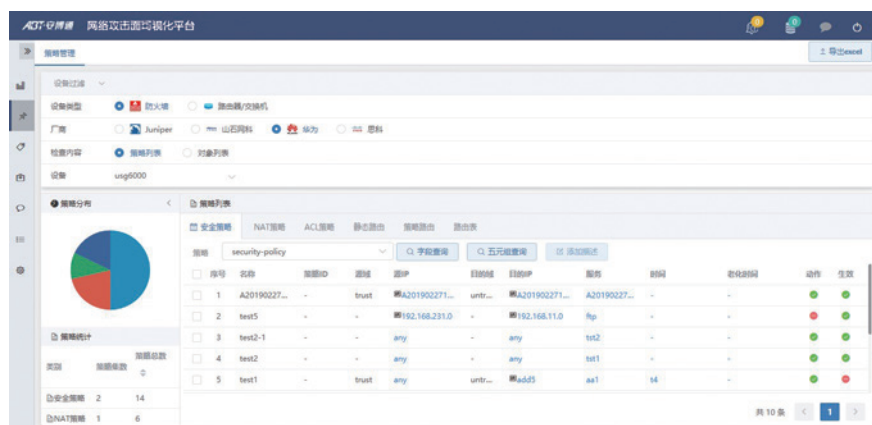 安博通 网络攻击面可视化平台
策略管理
导出excel
设备过滤
设备类型 防火墙 路由器/交换机
厂商 Juniper 山石网科 华为 思科
检查内容 策略列表 对象列表
设备 usg6000
策略分布
策略列表
安全策略 NAT策略 ACL策略 静态路由 策略路由 路由表
策略 security-policy 字段查询 五元组查询 添加描述
序号 名称 策略ID 源域 源IP 目的域 目的IP 服务 时间 老化时间 动作 生效
1 A20190227... - trust A201902271... untr... A201902271... A20190227... - -
2 test5 - - 192.168.231.0 - 192.168.11.0 ftp - -
3 test2-1 - - any - any tst2 - -
4 test2 - - any - any tst1 - -
5 test1 - trust any untr... add5 aa1 t4 -
策略统计
类别 策略条数 策略总数
安全策略 2 14
NAT策略 1 6
共 10 条 < 1 >